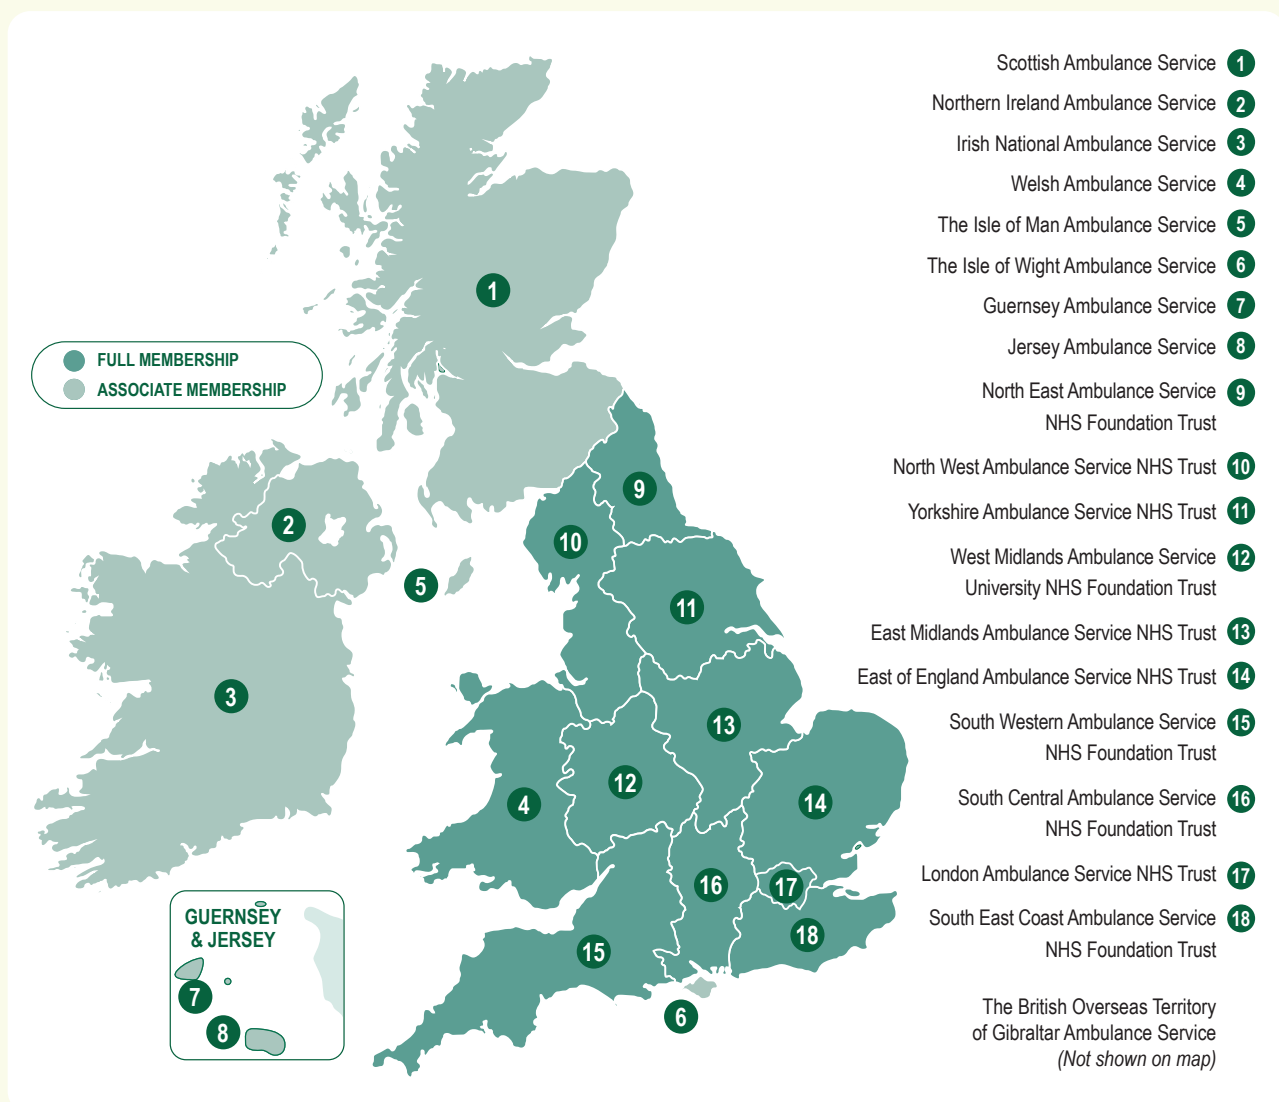 Scottish Ambulance Service 1
Northern Ireland Ambulance Service 2
Irish National Ambulance Service 3
Welsh Ambulance Service 4
The Isle of Man Ambulance Service 5
The Isle of Wight Ambulance Service 6
Guernsey Ambulance Service 7
Jersey Ambulance Service 8
North East Ambulance Service 9
NHS Foundation Trust
North West Ambulance Service NHS Trust 10
Yorkshire Ambulance Service NHS Trust 11
West Midlands Ambulance Service 12
University NHS Foundation Trust
East Midlands Ambulance Service NHS Trust 13
East of England Ambulance Service NHS Trust 14
South Western Ambulance Service 15
NHS Foundation Trust
South Central Ambulance Service 16
NHS Foundation Trust
London Ambulance Service NHS Trust 17
South East Coast Ambulance Service 18
NHS Foundation Trust
The British Overseas Territory
of Gibraltar Ambulance Service
(Not shown on map)
FULL MEMBERSHIP
ASSOCIATE MEMBERSHIP
1
2
9
10
5
11
3
13
12
4
14
16
17
18
15
6
GUERNSEY
& JERSEY
7
8